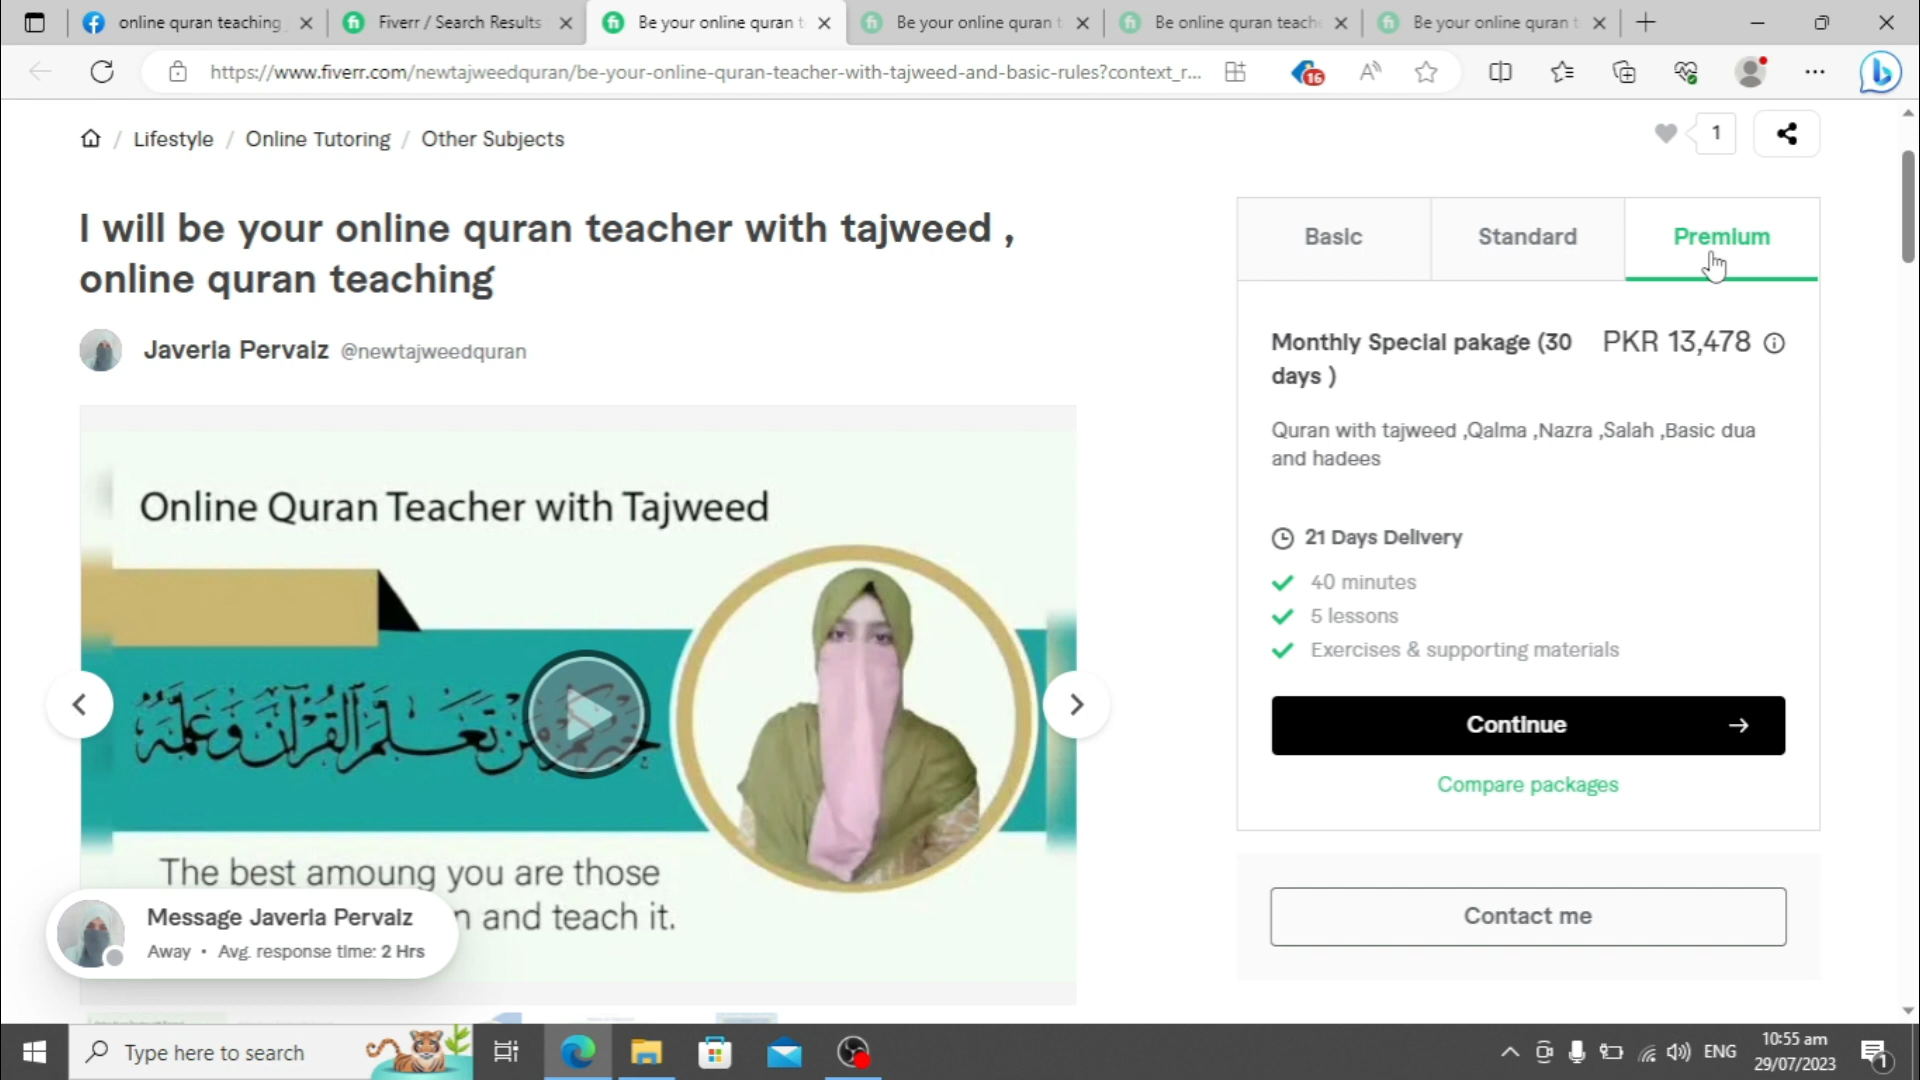 online quran teaching
Fiverr / Search Results
Be your online quran t
Be your online quran t
Be online quran teache
Be your online quran t
https://www.fiverr.com/newtajweedquran/be-your-online-quran-teacher-with-tajweed-and-basic-rules?context_r...
16
/ Lifestyle / Online Tutoring / Other Subjects
1
I will be your online quran teacher with tajweed ,
online quran teaching
Javeria Pervaiz @newtajweedquran
Online Quran Teacher with Tajweed
خيركم من تعلم القرآن وعلمه
The best amoung you are those
n and teach it.
Message Javeria Pervaiz
Away • Avg. response time: 2 Hrs
Basic
Standard
Premium
Monthly Special pakage (30 days ) PKR 13,478
Quran with tajweed ,Qalma ,Nazra ,Salah ,Basic dua
and hadees
21 Days Delivery
40 minutes
5 lessons
Exercises & supporting materials
Continue
Compare packages
Contact me
Type here to search
ENG
10:55 am
29/07/2023
1